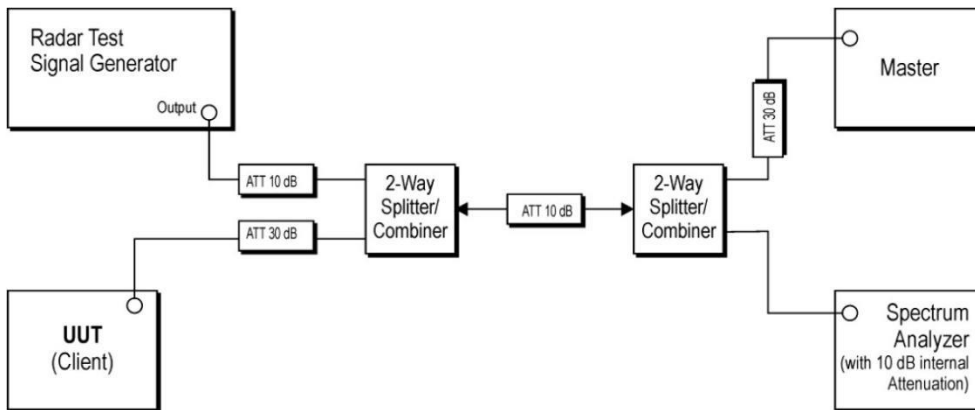 Radar Test
Signal Generator
Output
ATT 10 dB
ATT 30 dB
UUT
(Client)
2-Way
Splitter/
Combiner
ATT 10 dB
2-Way
Splitter/
Combiner
ATT 30 dB
Master
Spectrum
Analyzer
(with 10 dB internal
Attenuation)